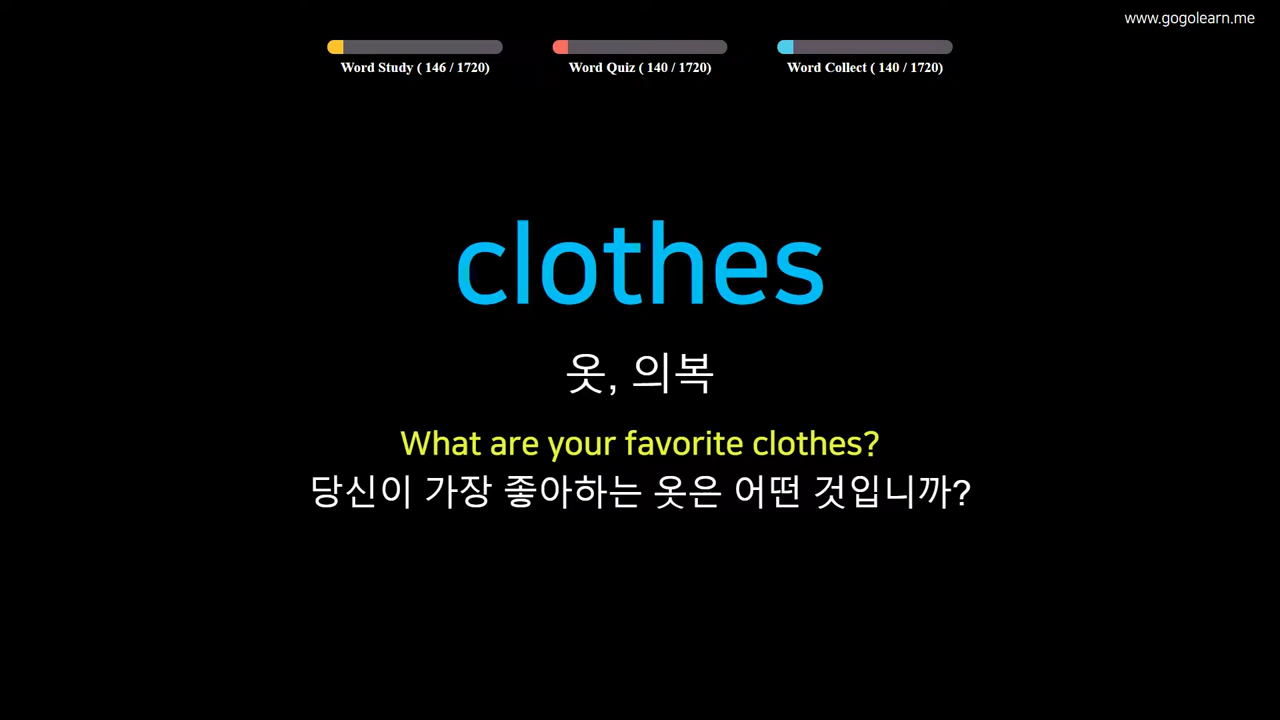 www.gogolearn.me
Word Study ( 146 / 1720)
Word Quiz ( 140 / 1720)
Word Collect ( 140 / 1720)
clothes
옷, 의복
What are your favorite clothes?
당신이 가장 좋아하는 옷은 어떤 것입니까?